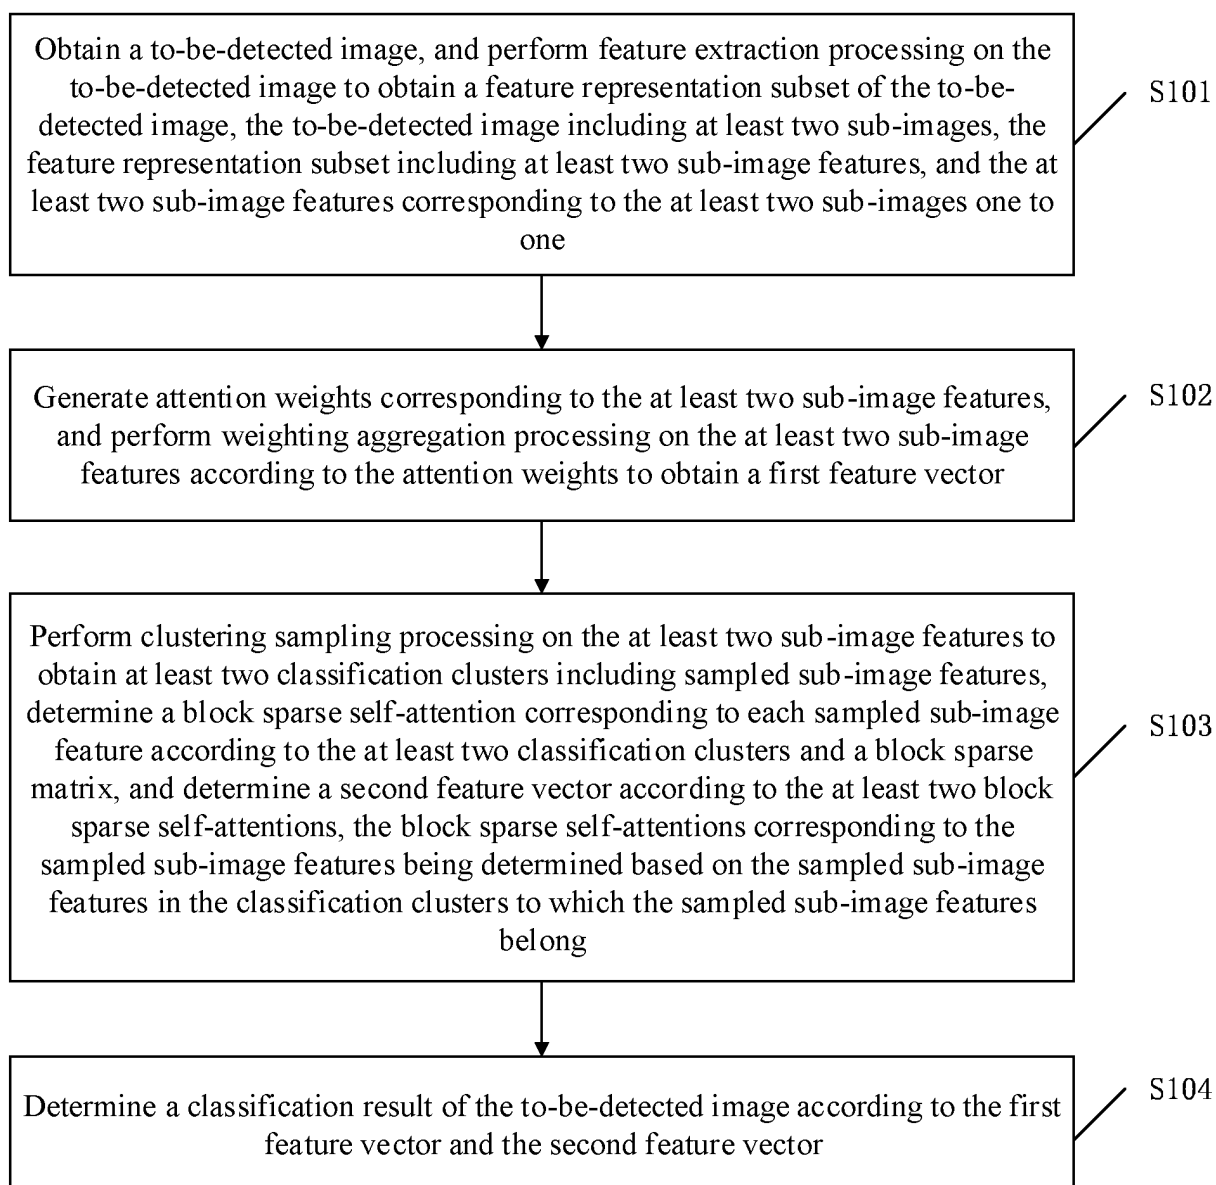 Obtain a to-be-detected image, and perform feature extraction processing on the
to-be-detected image to obtain a feature representation subset of the to-be-
detected image, the to-be-detected image including at least two sub-images, the
feature representation subset including at least two sub-image features, and the at
least two sub-image features corresponding to the at least two sub-images one to
one
S101
Generate attention weights corresponding to the at least two sub-image features,
and perform weighting aggregation processing on the at least two sub-image
features according to the attention weights to obtain a first feature vector
S102
Perform clustering sampling processing on the at least two sub-image features to
obtain at least two classification clusters including sampled sub-image features,
determine a block sparse self-attention corresponding to each sampled sub-image
feature according to the at least two classification clusters and a block sparse
matrix, and determine a second feature vector according to the at least two block
sparse self-attentions, the block sparse self-attentions corresponding to the
sampled sub-image features being determined based on the sampled sub-image
features in the classification clusters to which the sampled sub-image features
belong
S103
Determine a classification result of the to-be-detected image according to the first
feature vector and the second feature vector
S104